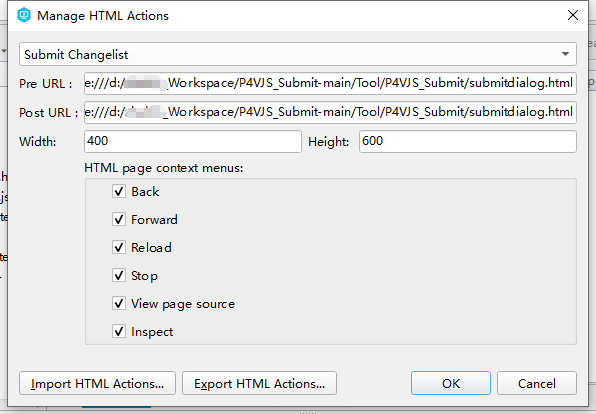 Manage HTML Actions
Submit Changelist
Pre URL : e:///d:/ _Workspace/P4VJS_Submit-main/Tool/P4VJS_Submit/submitdialog.html
Post URL : e:///d:/ _Workspace/P4VJS_Submit-main/Tool/P4VJS_Submit/submitdialog.html
Width: 400 Height: 600
HTML page context menus:
Back
Forward
Reload
Stop
View page source
Inspect
Import HTML Actions... Export HTML Actions... OK Cancel